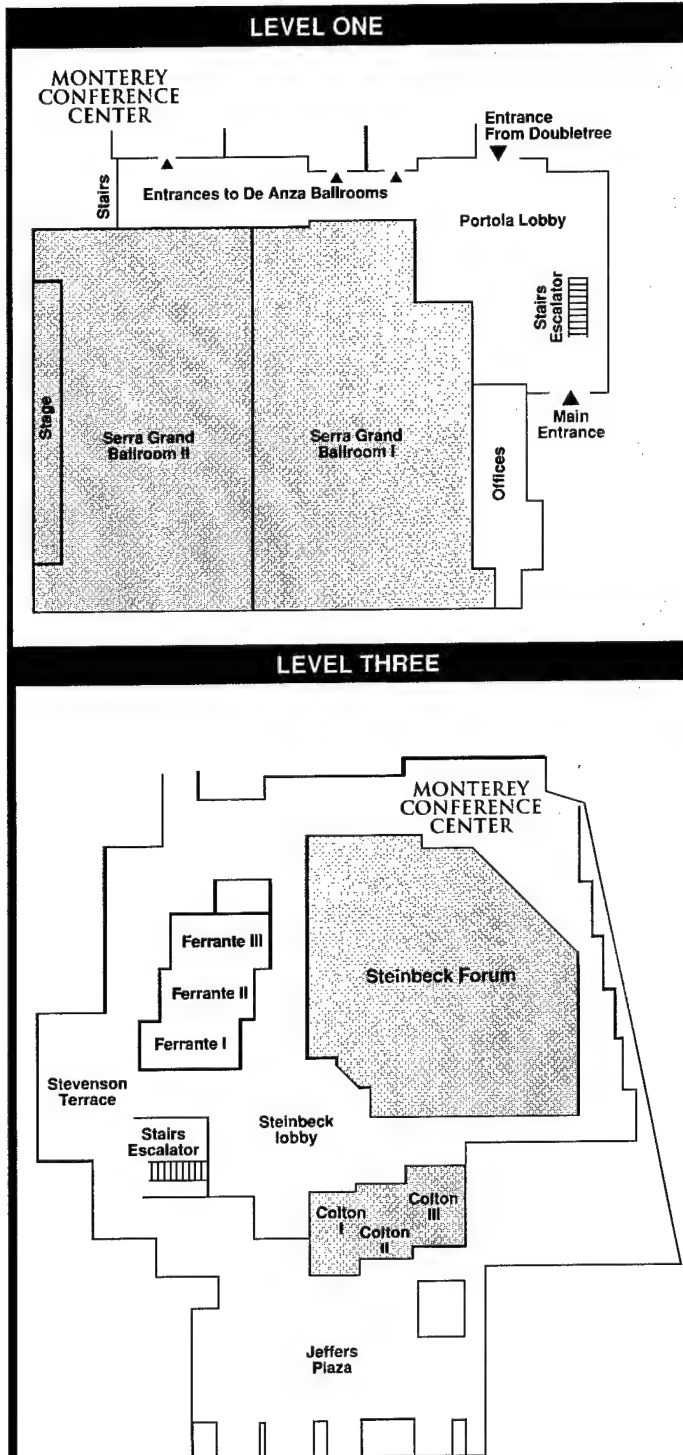 LEVEL ONE
MONTEREY
CONFERENCE
CENTER
Entrance
From Doubletree
Stairs
Entrances to De Anza Ballrooms
Portola Lobby
Stairs
Escalator
Main
Entrance
Stage
Serra Grand
Ballroom II
Serra Grand
Ballroom I
Offices
LEVEL THREE
MONTEREY
CONFERENCE
CENTER
Ferrante III
Ferrante II
Ferrante I
Steinbeck Forum
Stevenson
Terrace
Stairs
Escalator
Steinbeck
lobby
Colton
I
Colton
II
Colton
III
Jeffers
Plaza